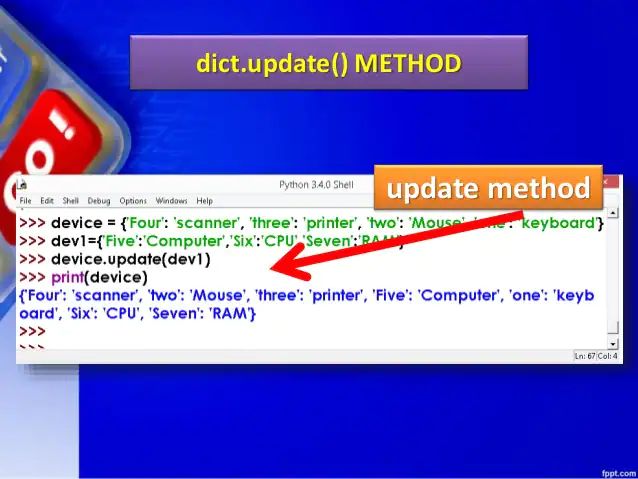 dict.update() METHOD
Python 3.4.0 Shell
update method
File Edit Shell Debug Options Windows Help
>>> device = {'Four': 'scanner', 'three': 'printer', 'two': 'Mouse', 'one': 'keyboard'}
>>> dev1={'Five':'Computer','Six':'CPU','Seven':'RAM'}
>>> device.update(dev1)
>>> print(device)
{'Four': 'scanner', 'two': 'Mouse', 'three': 'printer', 'Five': 'Computer', 'one': 'keyb
oard', 'Six': 'CPU', 'Seven': 'RAM'}
>>>
>>>
Ln: 67 Col: 4
fppt.com